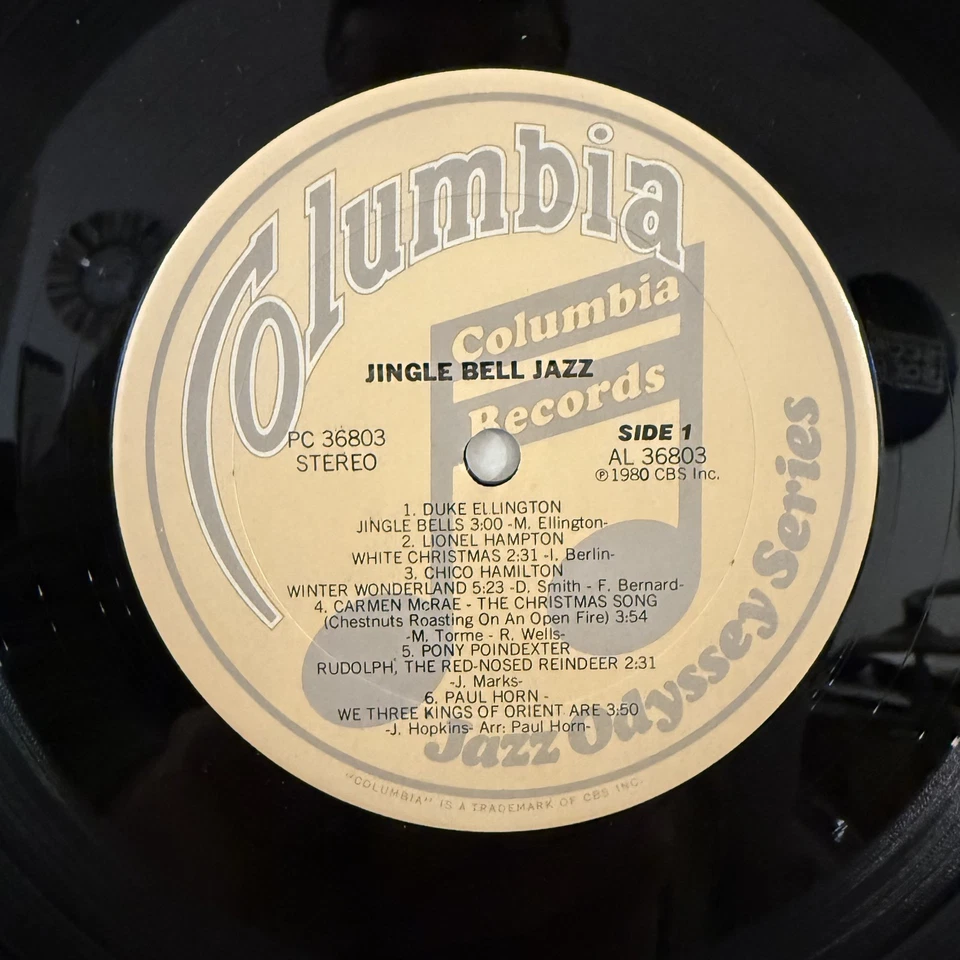 Columbia
Columbia
Records
JINGLE BELL JAZZ
PC 36803
STEREO
SIDE 1
AL 36803
℗1980 CBS Inc.
1. DUKE ELLINGTON
JINGLE BELLS 3:00 -M. Ellington-
2. LIONEL HAMPTON
WHITE CHRISTMAS 2:31 -I. Berlin-
3. CHICO HAMILTON
WINTER WONDERLAND 5:23 -D. Smith - F. Bernard-
4. CARMEN McRAE - THE CHRISTMAS SONG
(Chestnuts Roasting On An Open Fire) 3:54
-M. Torme - R. Wells-
5. PONY POINDEXTER
RUDOLPH, THE RED-NOSED REINDEER 2:31
-J. Marks-
6. PAUL HORN -
WE THREE KINGS OF ORIENT ARE 3:50
-J. Hopkins- Arr: Paul Horn-
Jazz Odyssey Series
"COLUMBIA" IS A TRADEMARK OF CBS INC.